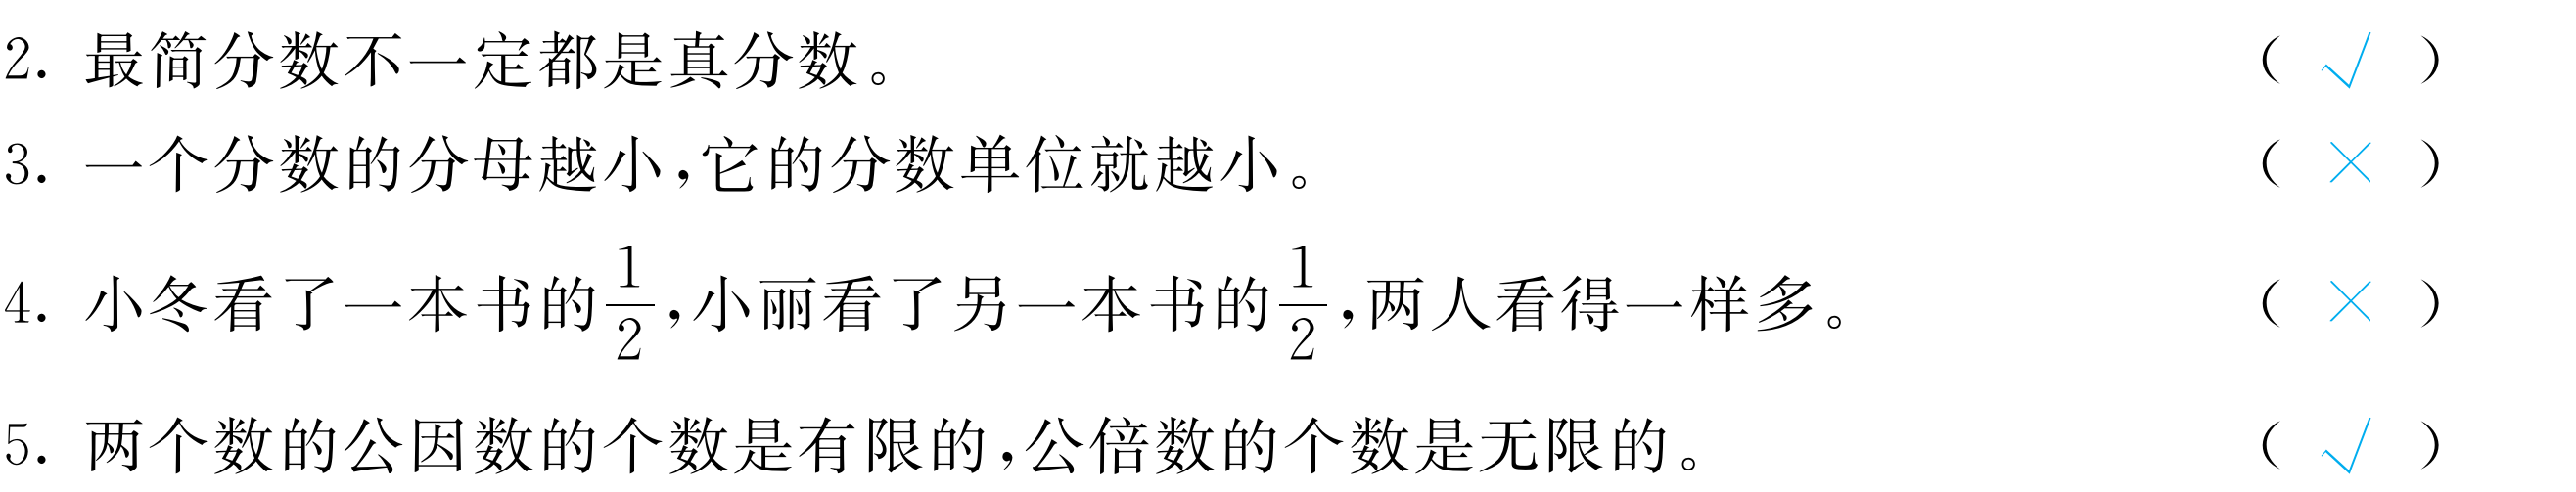 2. 最简分数不一定都是真分数。 ( √ )
3. 一个分数的分母越小,它的分数单位就越小。 ( × )
4. 小冬看了一本书的1/2,小丽看了另一本书的1/2,两人看得一样多。 ( × )
5. 两个数的公因数的个数是有限的,公倍数的个数是无限的。 ( √ )